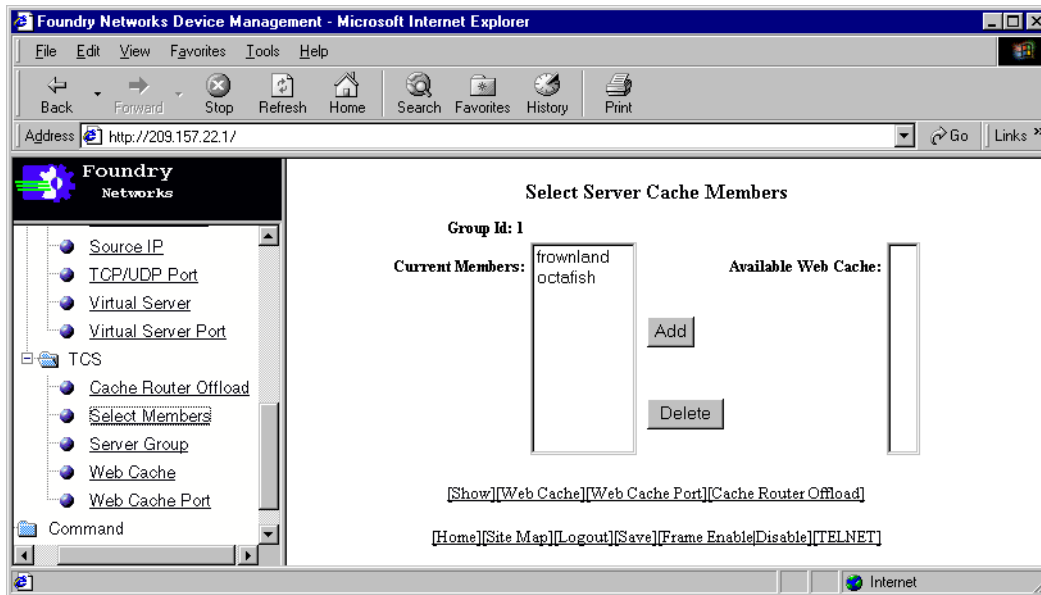 Foundry Networks Device Management - Microsoft Internet Explorer
File Edit View Favorites Tools Help
Back Forward Stop Refresh Home Search Favorites History Print
Address http://209.157.22.1/ Go Links »
Foundry
Networks
Source IP
TCP/UDP Port
Virtual Server
Virtual Server Port
TCS
Cache Router Offload
Select Members
Server Group
Web Cache
Web Cache Port
Command
Select Server Cache Members
Group Id: 1
Current Members:
frownland
octafish
Available Web Cache:
Add
Delete
[Show][Web Cache][Web Cache Port][Cache Router Offload]
[Home][Site Map][Logout][Save][Frame Enable|Disable][TELNET]
Internet